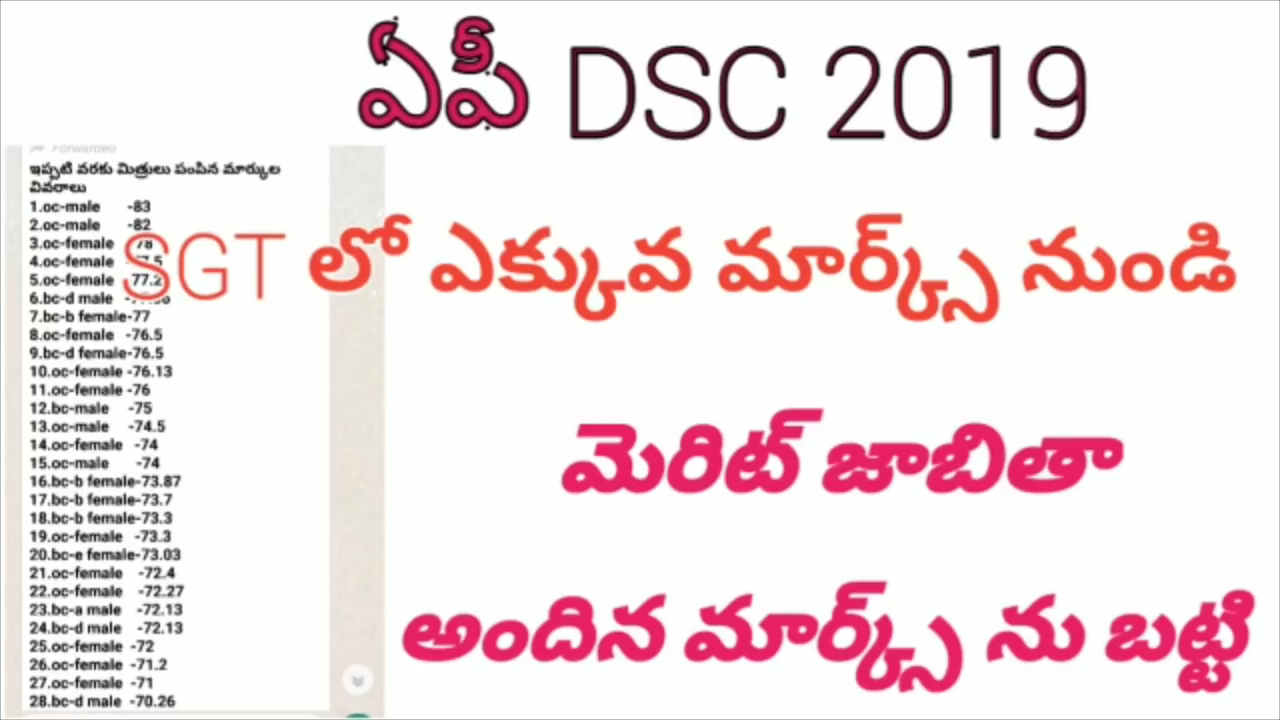 ఏపీ DSC 2019
Forwarded
ఇప్పటి వరకు మిత్రులు పంపిన మార్కుల
వివరాలు
1.oc-male -83
2.oc-male -82
3.oc-female -78
4.oc-female
5.oc-female -77.2
6.bc-d male
7.bc-b female-77
8.oc-female -76.5
9.bc-d female-76.5
10.oc-female -76.13
11.oc-female -76
12.bc-male -75
13.oc-male -74.5
14.oc-female -74
15.oc-male -74
16.bc-b female-73.87
17.bc-b female-73.7
18.bc-b female-73.3
19.oc-female -73.3
20.bc-e female-73.03
21.oc-female -72.4
22.oc-female -72.27
23.bc-a male -72.13
24.bc-d male -72.13
25.oc-female -72
26.oc-female -71.2
27.oc-female -71
28.bc-d male -70.26
SGT లో ఎక్కువ మార్క్స్ నుండి
మెరిట్ జాబితా
అందిన మార్క్స్ ను బట్టి